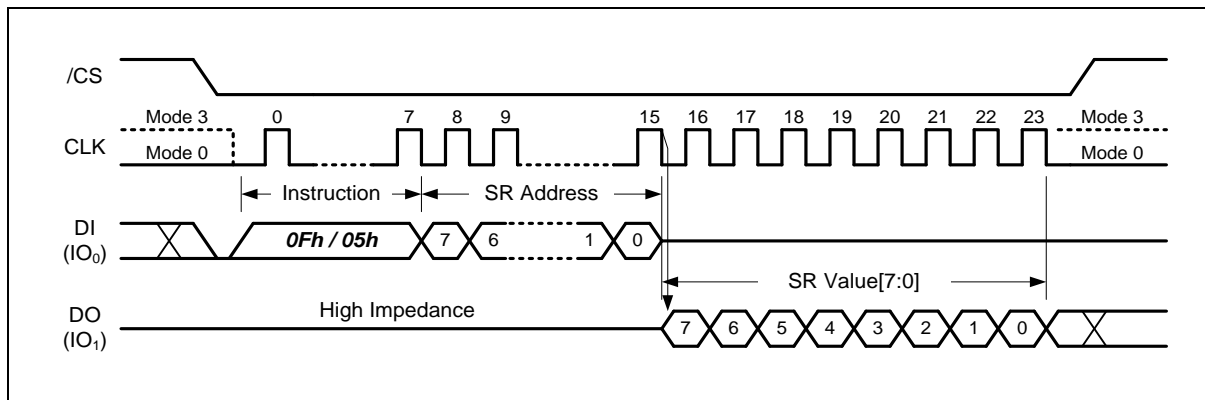 /CS
Mode 3 0 7 8 9 15 16 17 18 19 20 21 22 23 Mode 3
CLK
Mode 0 Mode 0
Instruction SR Address
DI
(IO₀)
0Fh / 05h 7 6 1 0
SR Value[7:0]
High Impedance
DO
(IO₁)
7 6 5 4 3 2 1 0